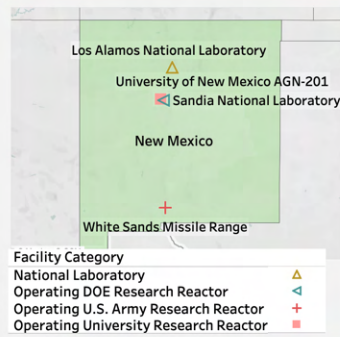 Los Alamos National Laboratory
University of New Mexico AGN-201
Sandia National Laboratory
New Mexico
White Sands Missile Range
Facility Category
National Laboratory
Operating DOE Research Reactor
Operating U.S. Army Research Reactor
Operating University Research Reactor